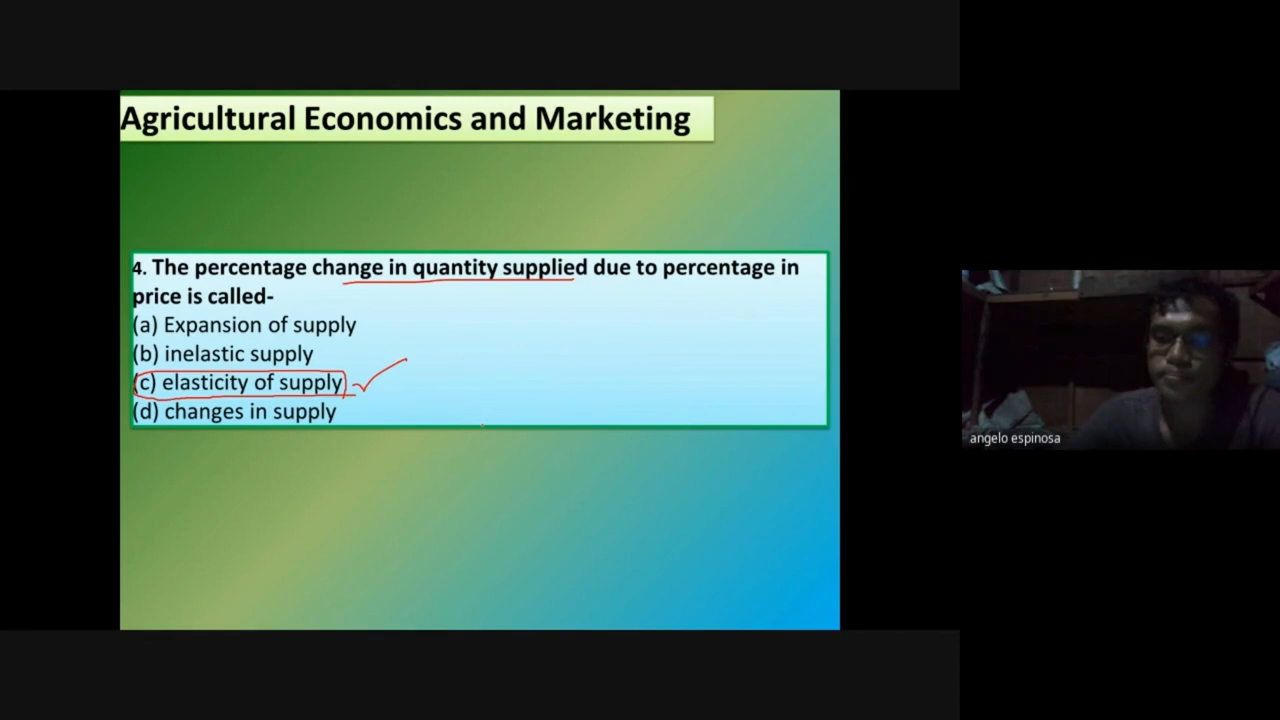 Agricultural Economics and Marketing
4. The percentage change in quantity supplied due to percentage in
price is called-
(a) Expansion of supply
(b) inelastic supply
(c) elasticity of supply
(d) changes in supply
angelo espinosa